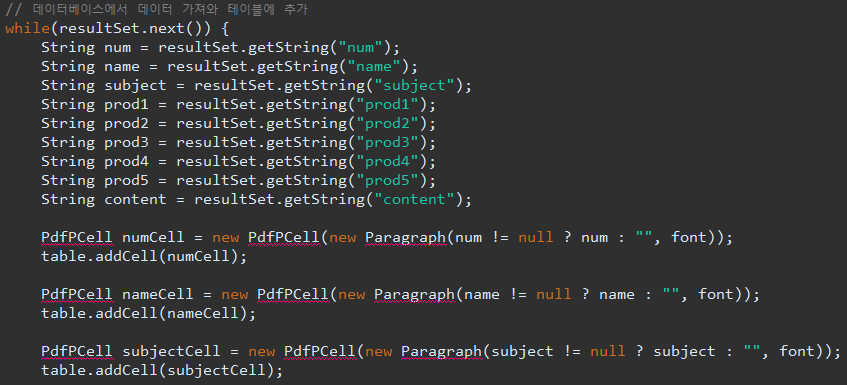 // 데이터베이스에서 데이터 가져와 테이블에 추가
while(resultSet.next()) {
    String num = resultSet.getString("num");
    String name = resultSet.getString("name");
    String subject = resultSet.getString("subject");
    String prod1 = resultSet.getString("prod1");
    String prod2 = resultSet.getString("prod2");
    String prod3 = resultSet.getString("prod3");
    String prod4 = resultSet.getString("prod4");
    String prod5 = resultSet.getString("prod5");
    String content = resultSet.getString("content");

    PdfPCell numCell = new PdfPCell(new Paragraph(num != null ? num : "", font));
    table.addCell(numCell);

    PdfPCell nameCell = new PdfPCell(new Paragraph(name != null ? name : "", font));
    table.addCell(nameCell);

    PdfPCell subjectCell = new PdfPCell(new Paragraph(subject != null ? subject : "", font));
    table.addCell(subjectCell);